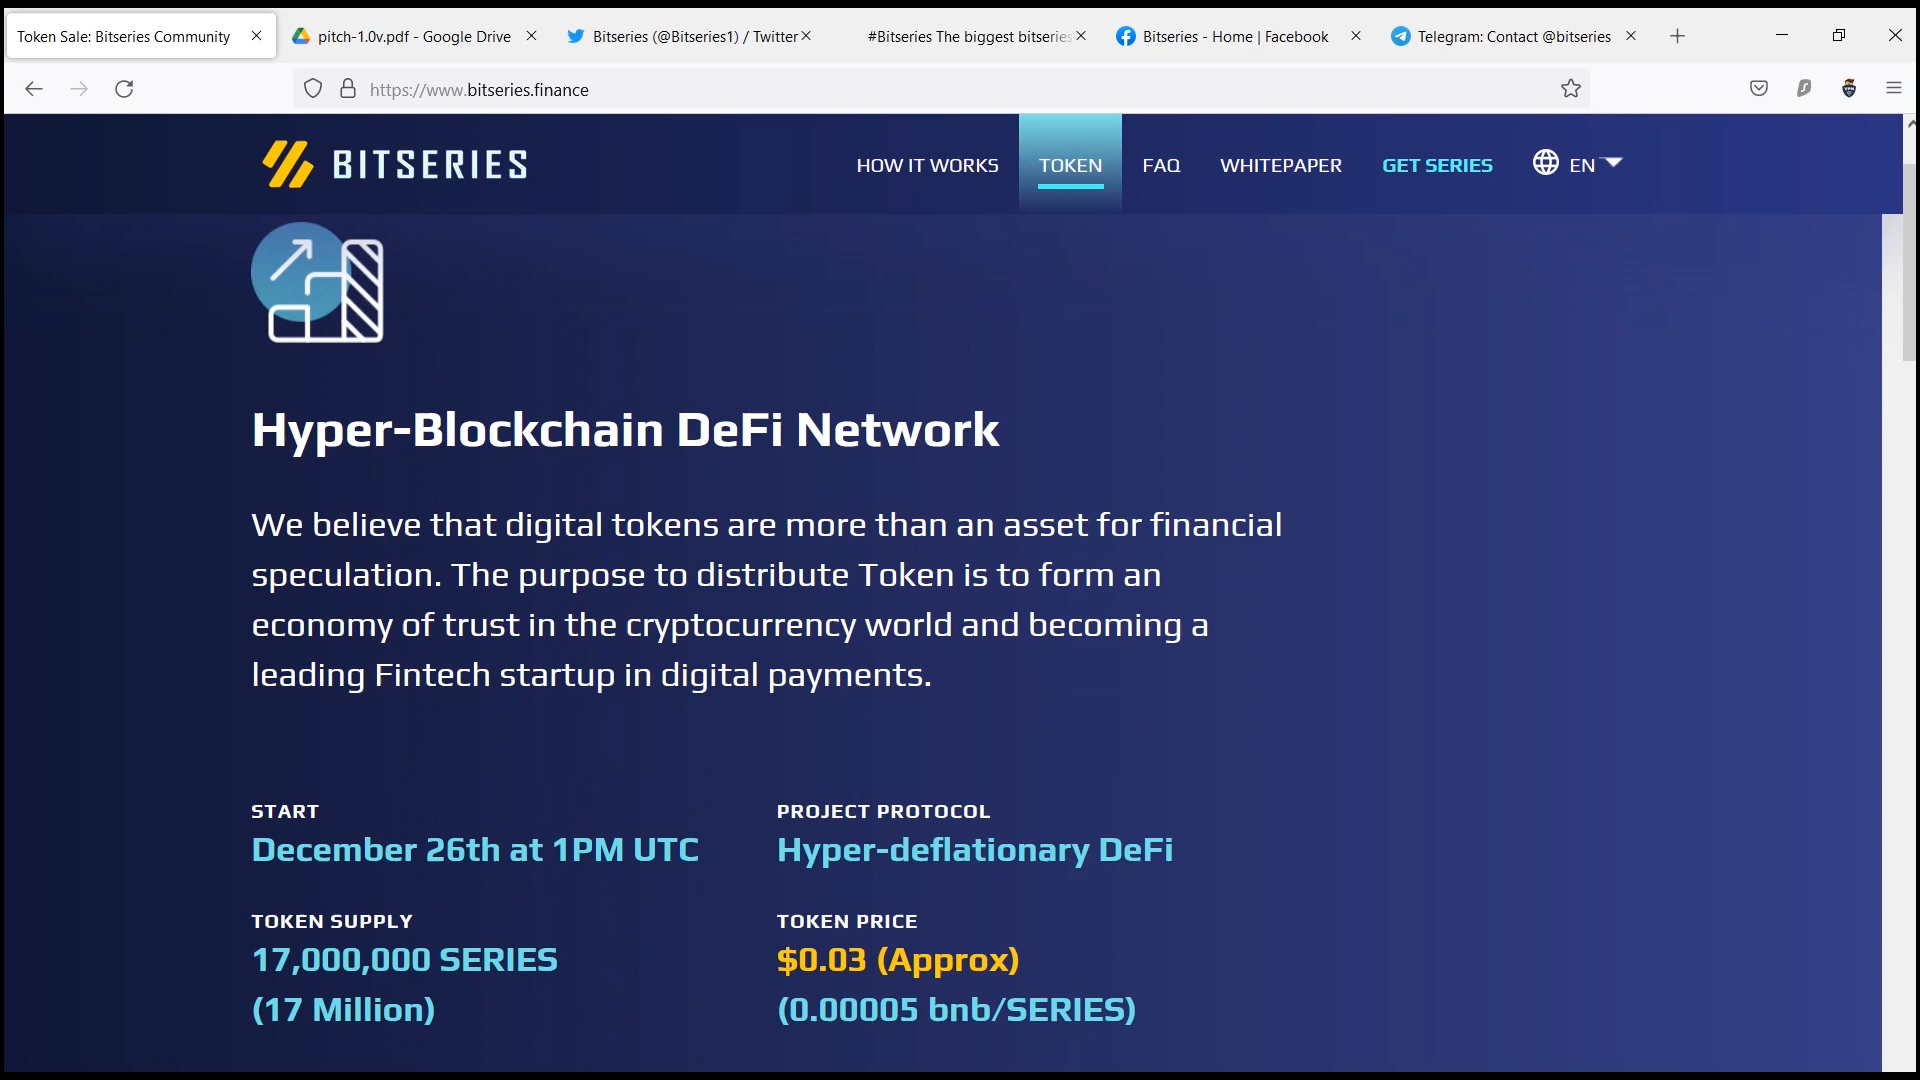 Token Sale: Bitseries Community
pitch-1.0v.pdf - Google Drive
Bitseries (@Bitseries1) / Twitter
#Bitseries The biggest bitseries
Bitseries - Home | Facebook
Telegram: Contact @bitseries
https://www.bitseries.finance
BITSERIES
HOW IT WORKS
TOKEN
FAQ
WHITEPAPER
GET SERIES
EN
Hyper-Blockchain DeFi Network
We believe that digital tokens are more than an asset for financial
speculation. The purpose to distribute Token is to form an
economy of trust in the cryptocurrency world and becoming a
leading Fintech startup in digital payments.
START
December 26th at 1PM UTC
PROJECT PROTOCOL
Hyper-deflationary DeFi
TOKEN SUPPLY
17,000,000 SERIES
(17 Million)
TOKEN PRICE
$0.03 (Approx)
(0.00005 bnb/SERIES)